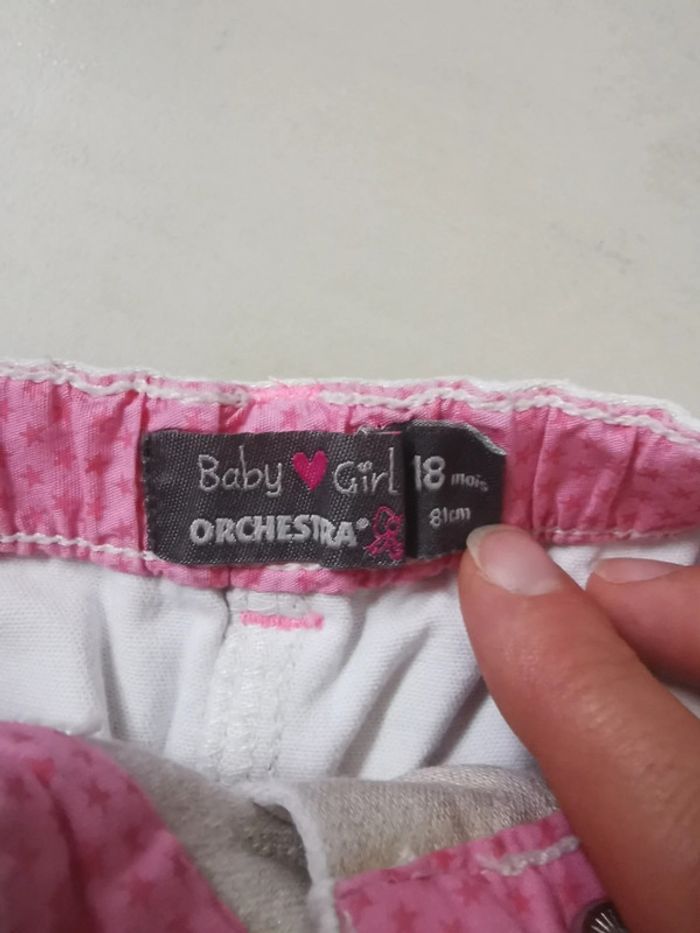 Baby Girl
ORCHESTRA®
18 mois
81cm